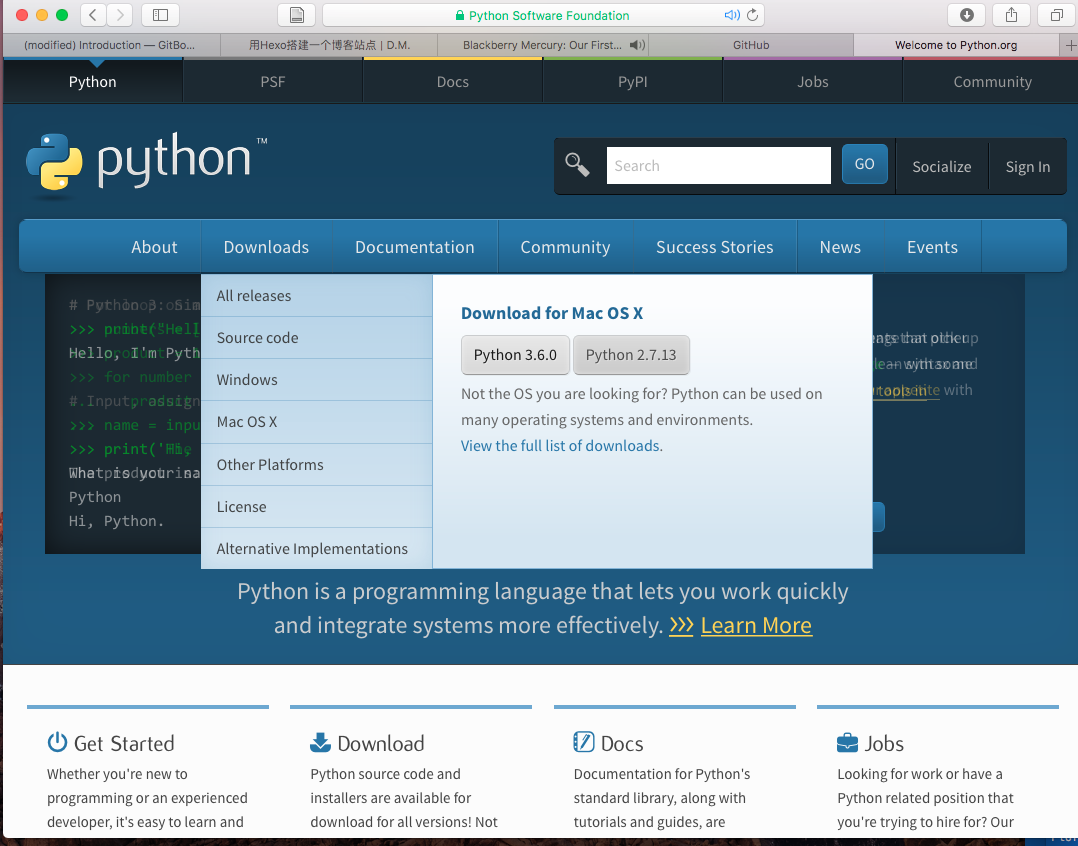 Python Software Foundation
(modified) Introduction — GitBo...
用Hexo搭建一个博客站点 | D.M.
Blackberry Mercury: Our First...
GitHub
Welcome to Python.org
Python
PSF
Docs
PyPI
Jobs
Community
python™
Search
GO
Socialize
Sign In
About
Downloads
Documentation
Community
Success Stories
News
Events
All releases
Source code
Windows
Mac OS X
Other Platforms
License
Alternative Implementations
Download for Mac OS X
Python 3.6.0
Python 2.7.13
Not the OS you are looking for? Python can be used on
many operating systems and environments.
View the full list of downloads.
# Python 3: Sim
>>> print("Hell
Hello, I'm Pyth
>>> for number
# Input, assign
>>> name = inpu
>>> print('Hi,
What is your na
Python
Hi, Python.
Python is a programming language that lets you work quickly
and integrate systems more effectively. >>> Learn More
Get Started
Whether you're new to
programming or an experienced
developer, it's easy to learn and
Download
Python source code and
installers are available for
download for all versions! Not
Docs
Documentation for Python's
standard library, along with
tutorials and guides, are
Jobs
Looking for work or have a
Python related position that
you're trying to hire for? Our